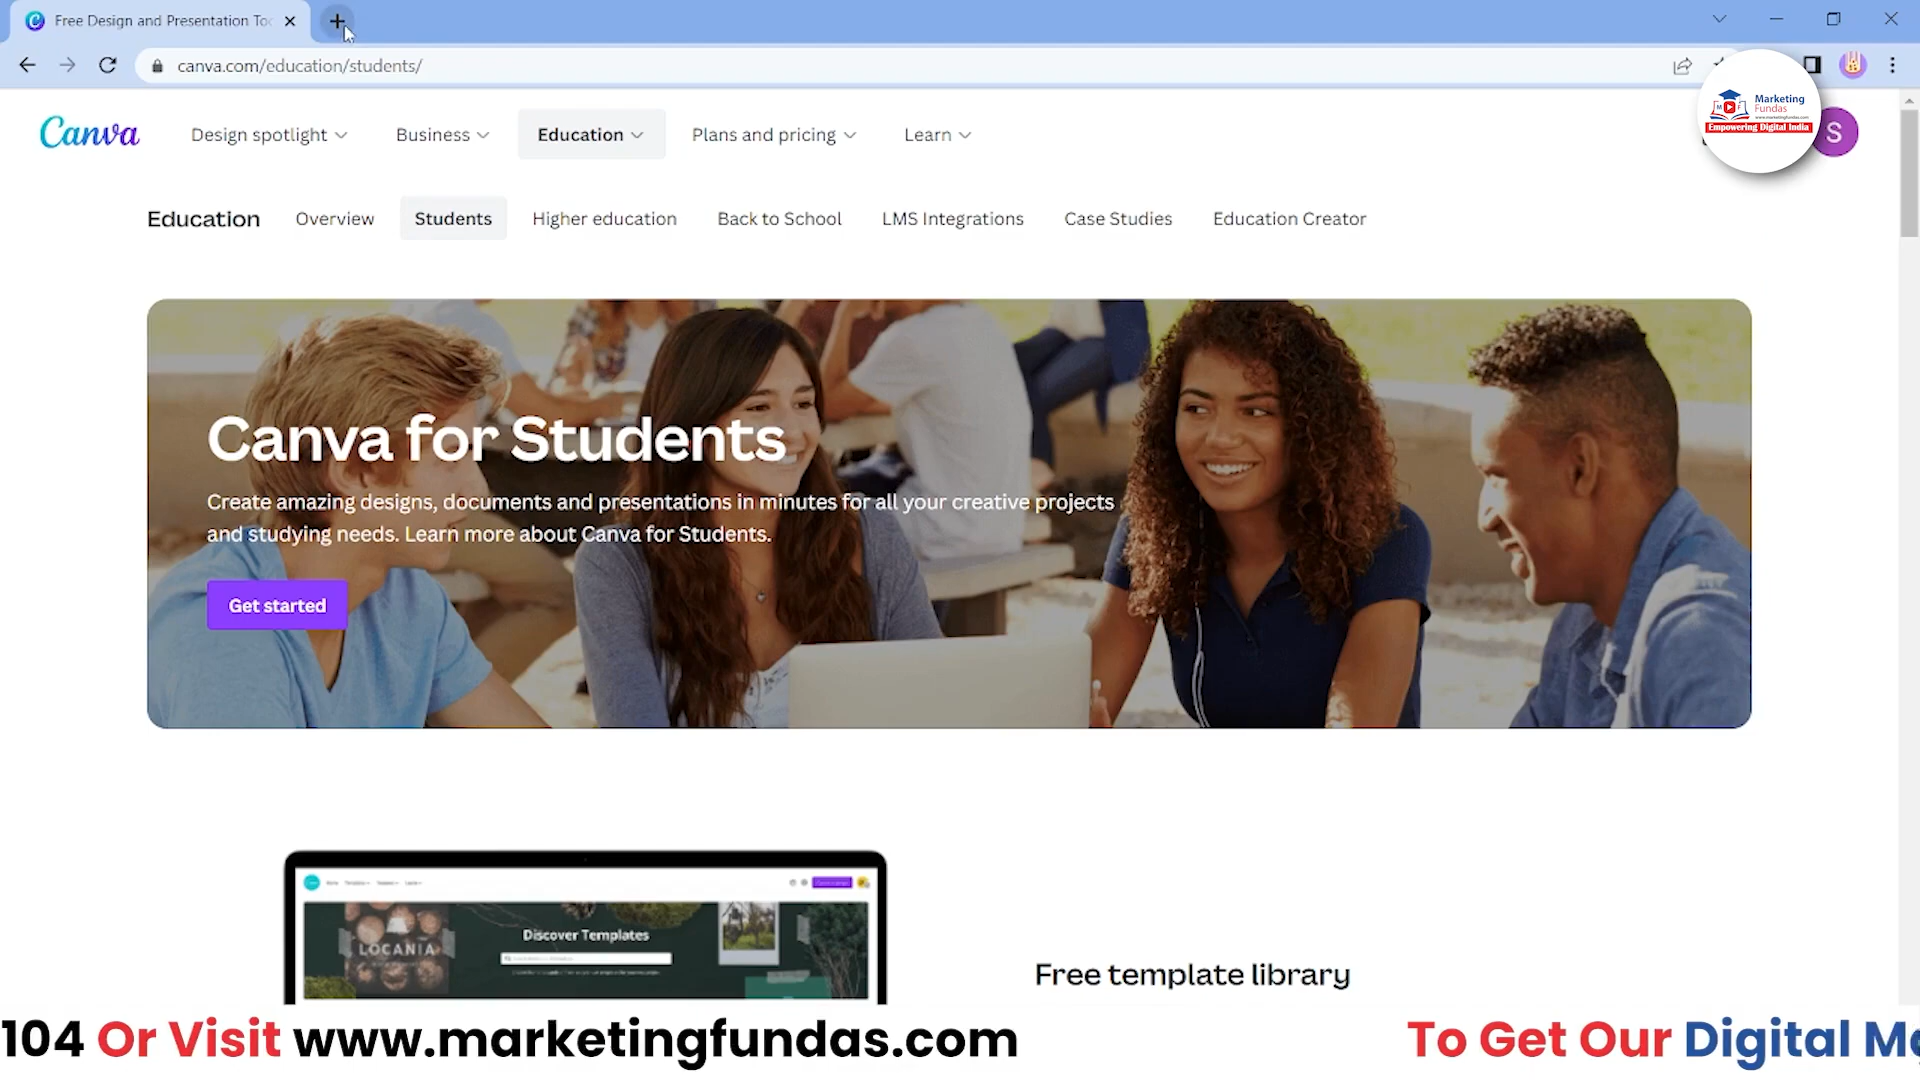 Free Design and Presentation Too
canva.com/education/students/
Marketing
Fundas
www.marketingfundas.com
Empowering Digital India
Canva
Design spotlight
Business
Education
Plans and pricing
Learn
S
Education
Overview
Students
Higher education
Back to School
LMS Integrations
Case Studies
Education Creator
Canva for Students
Create amazing designs, documents and presentations in minutes for all your creative projects
and studying needs. Learn more about Canva for Students.
Get started
LOCANIA
Discover Templates
Free template library
104 Or Visit www.marketingfundas.com
To Get Our Digital Ma